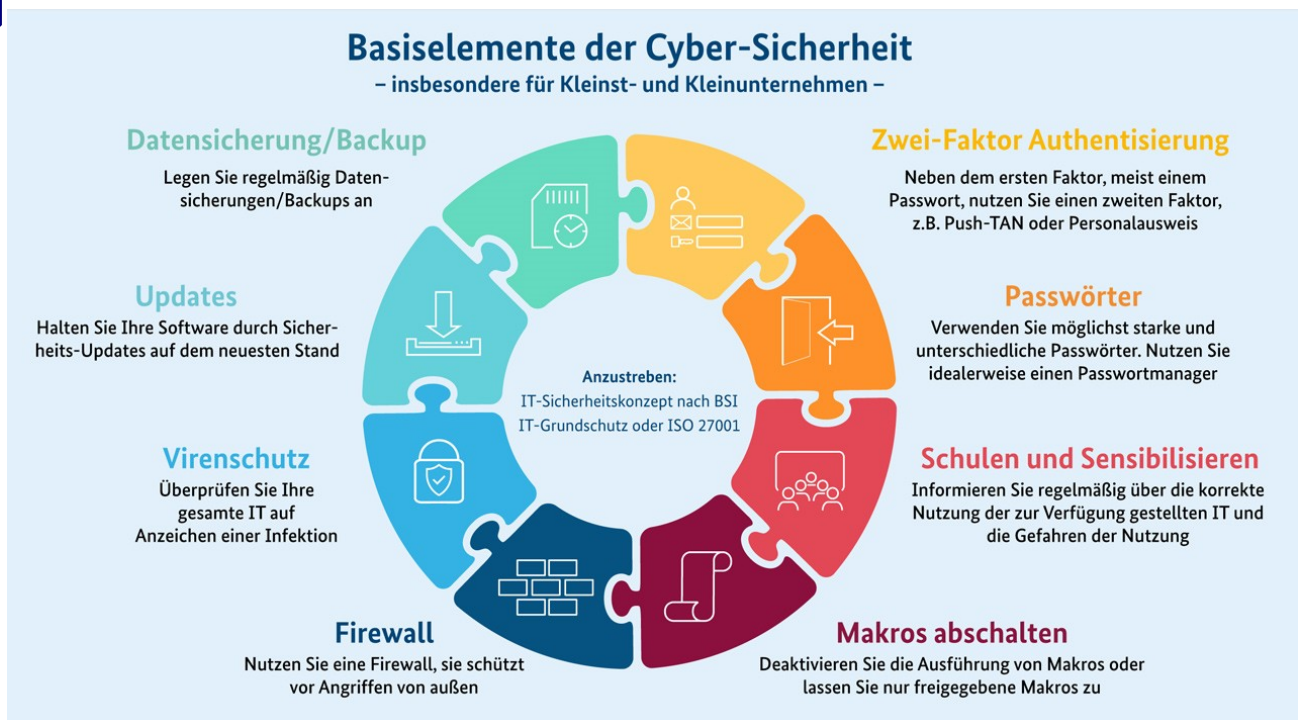 Basiselemente der Cyber-Sicherheit
– insbesondere für Kleinst- und Kleinunternehmen –
Datensicherung/Backup
Legen Sie regelmäßig Daten-
sicherungen/Backups an
Zwei-Faktor Authentisierung
Neben dem ersten Faktor, meist einem
Passwort, nutzen Sie einen zweiten Faktor,
z.B. Push-TAN oder Personalausweis
Updates
Halten Sie Ihre Software durch Sicher-
heits-Updates auf dem neuesten Stand
Passwörter
Verwenden Sie möglichst starke und
unterschiedliche Passwörter. Nutzen Sie
idealerweise einen Passwortmanager
Anzustreben:
IT-Sicherheitskonzept nach BSI
IT-Grundschutz oder ISO 27001
Virenschutz
Überprüfen Sie Ihre
gesamte IT auf
Anzeichen einer Infektion
Schulen und Sensibilisieren
Informieren Sie regelmäßig über die korrekte
Nutzung der zur Verfügung gestellten IT und
die Gefahren der Nutzung
Firewall
Nutzen Sie eine Firewall, sie schützt
vor Angriffen von außen
Makros abschalten
Deaktivieren Sie die Ausführung von Makros oder
lassen Sie nur freigegebene Makros zu